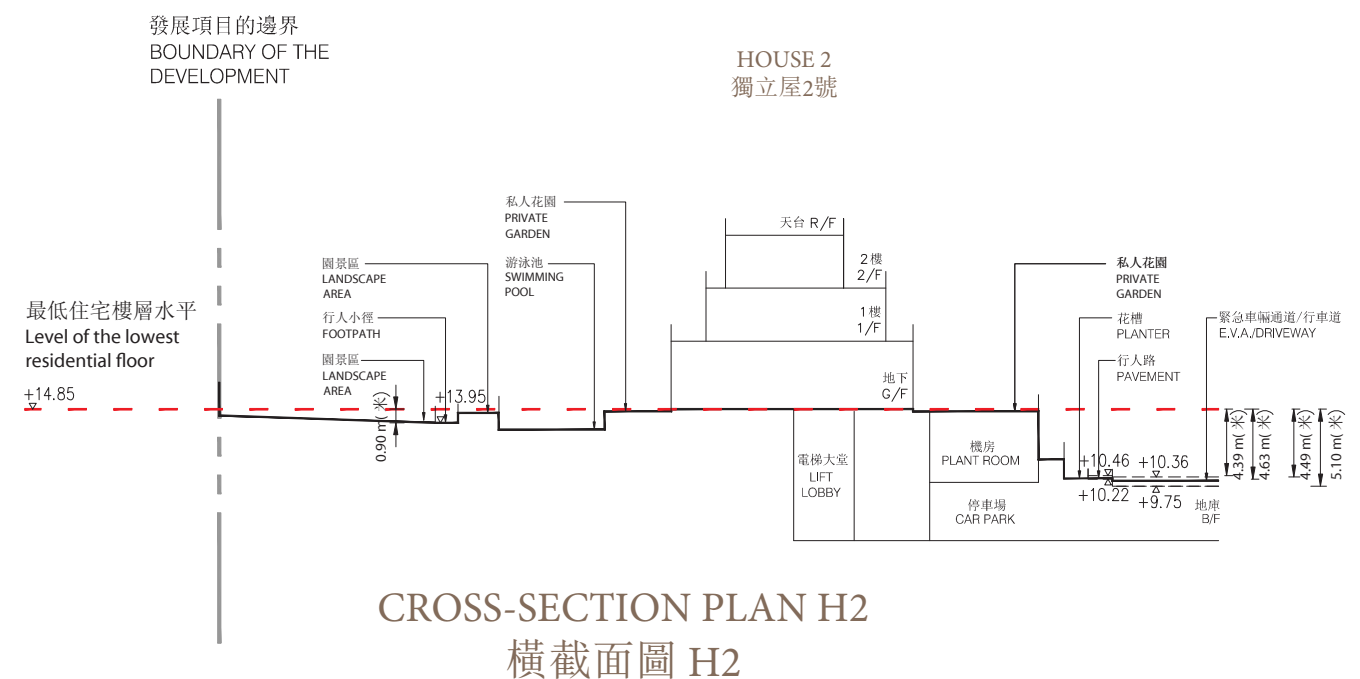 發展項目的邊界
BOUNDARY OF THE
DEVELOPMENT
HOUSE 2
獨立屋2號
私人花園
PRIVATE
GARDEN
天台 R/F
園景區
LANDSCAPE
AREA
游泳池
SWIMMING
POOL
2樓
2/F
私人花園
PRIVATE
GARDEN
最低住宅樓層水平
Level of the lowest
residential floor
行人小徑
FOOTPATH
1樓
1/F
花槽
PLANTER
緊急車輛通道/行車道
E.V.A./DRIVEWAY
園景區
LANDSCAPE
AREA
地下
G/F
行人路
PAVEMENT
+14.85
+13.95
0.90 m(米)
4.39 m(米)
4.63 m(米)
4.49 m(米)
5.10 m(米)
電梯大堂
LIFT
LOBBY
機房
PLANT ROOM
+10.46
+10.36
+10.22
+9.75
停車場
CAR PARK
地庫
B/F
CROSS-SECTION PLAN H2
橫截面圖 H2